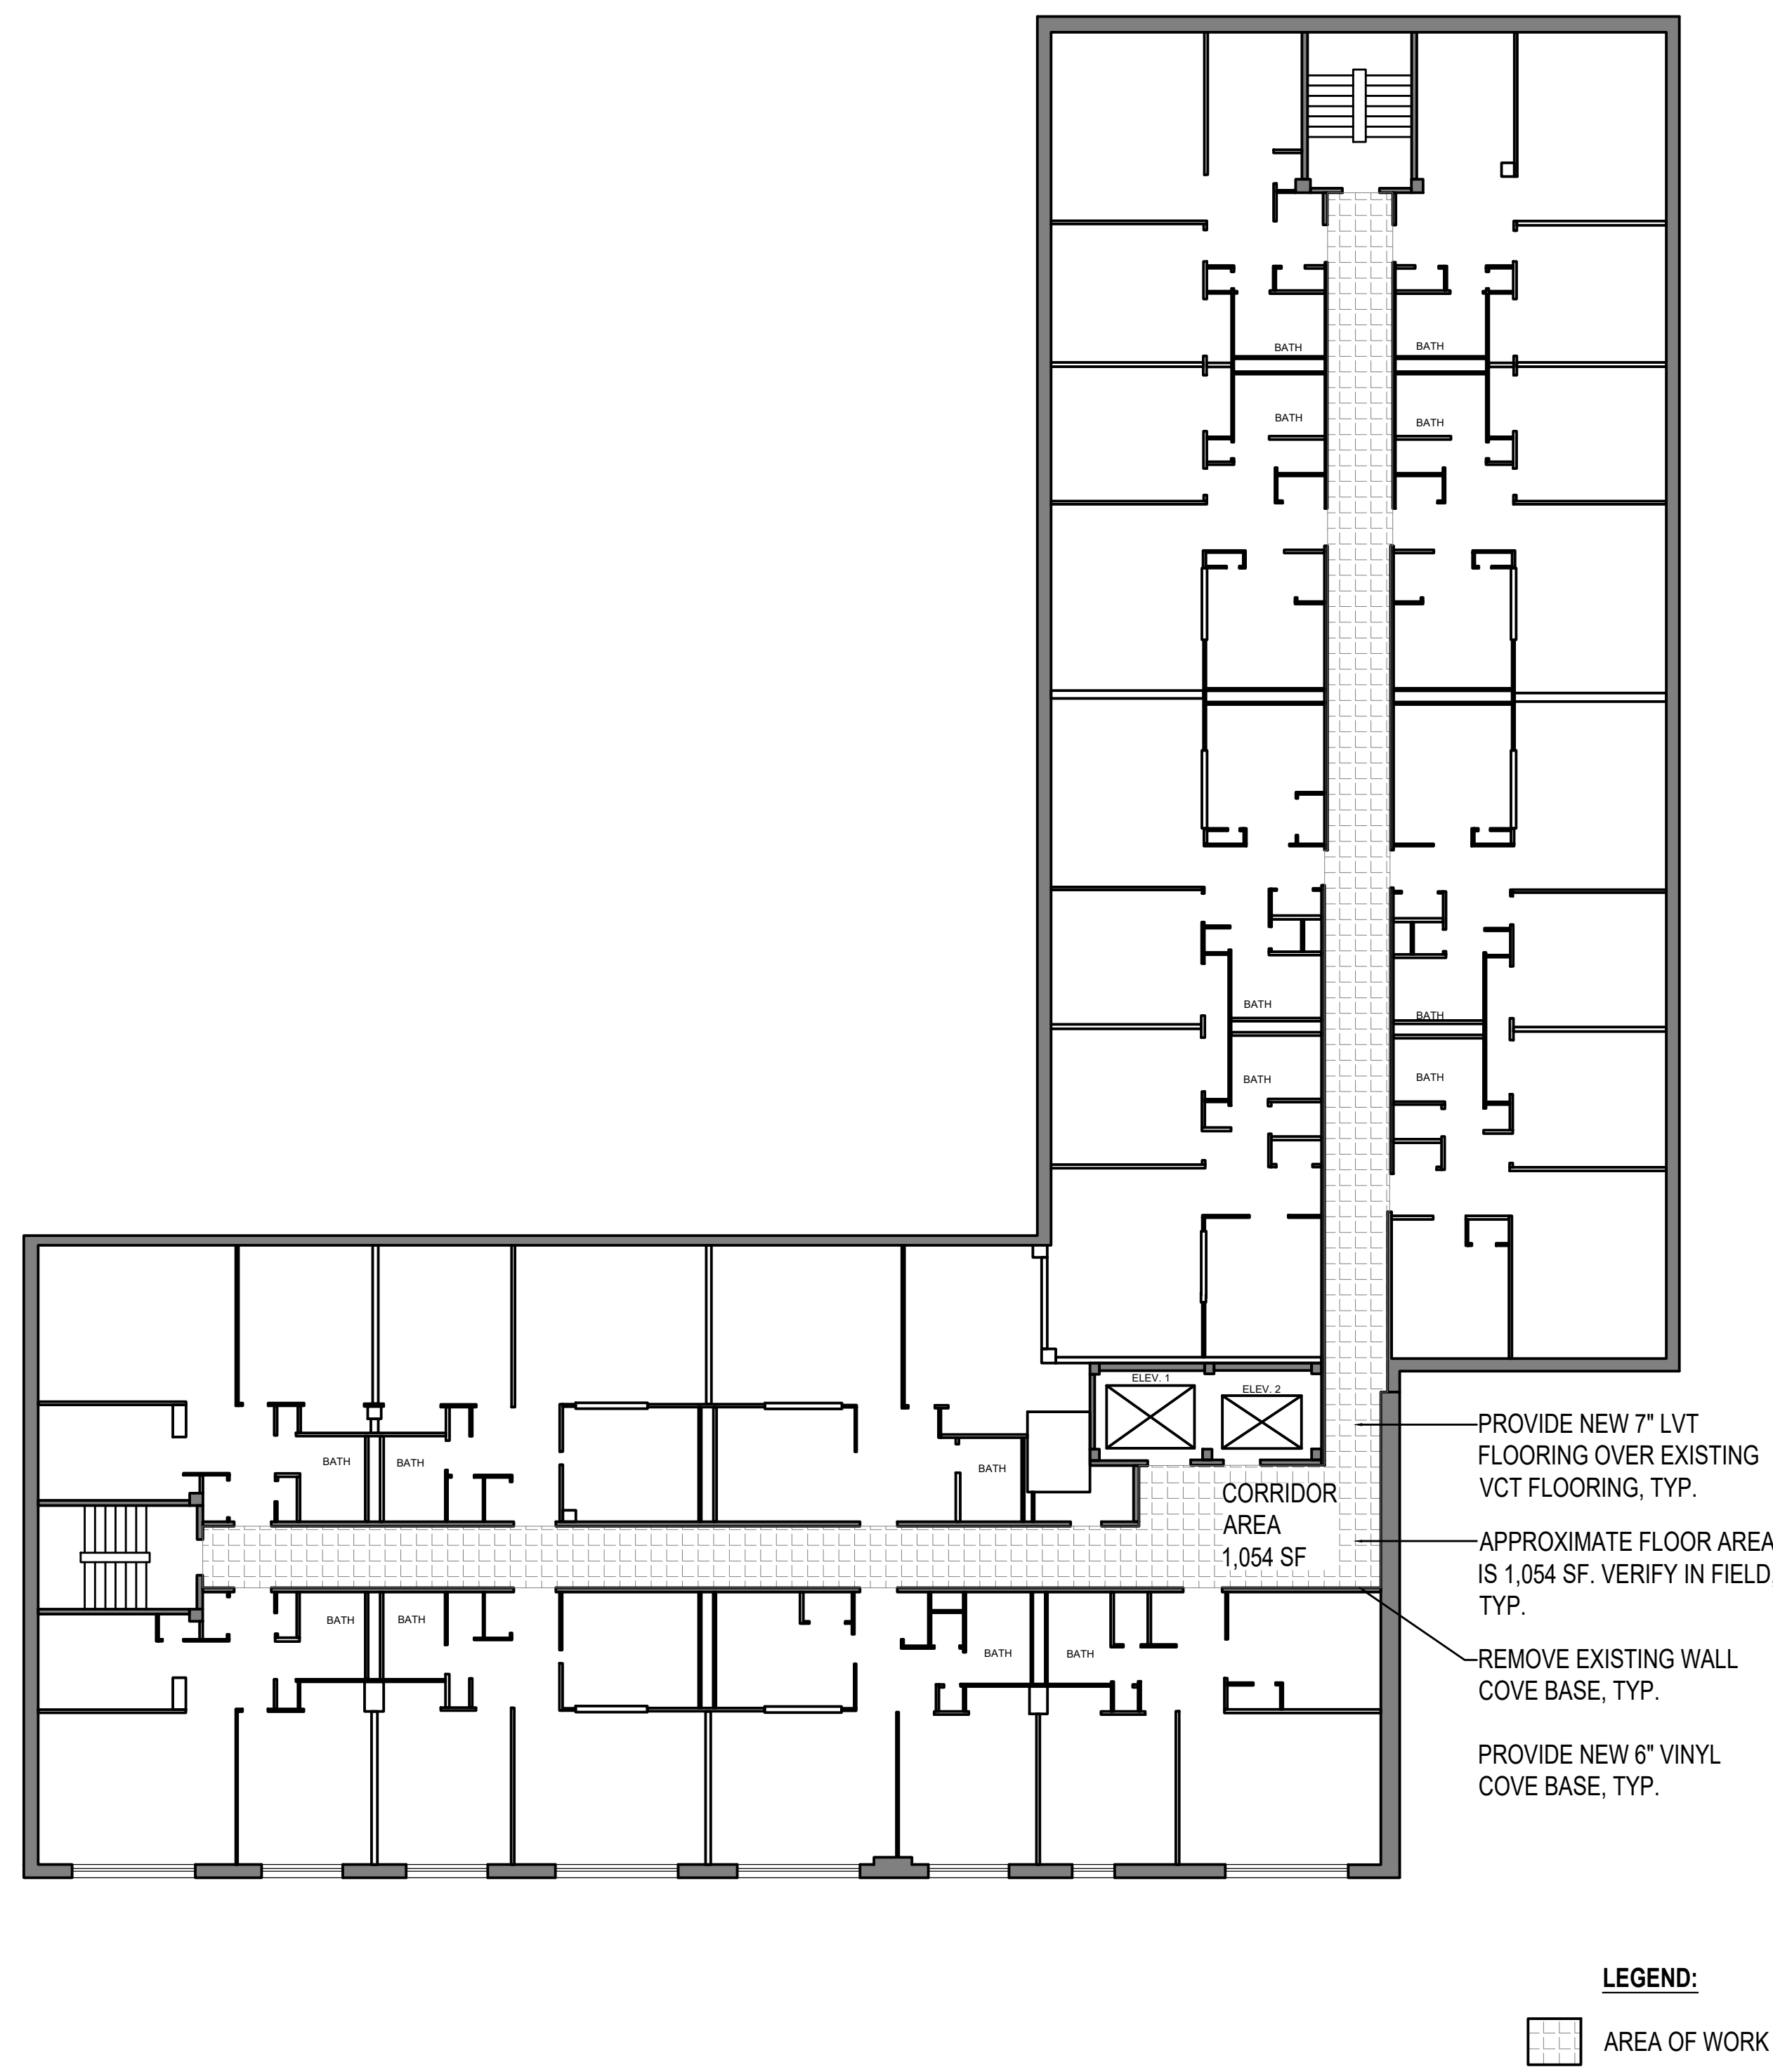 BATH
BATH
BATH
BATH
BATH
BATH
BATH
BATH
ELEV. 1
ELEV. 2
BATH
BATH
BATH
CORRIDOR
AREA
1,054 SF
BATH
BATH
BATH
BATH
PROVIDE NEW 7" LVT
FLOORING OVER EXISTING
VCT FLOORING, TYP.
APPROXIMATE FLOOR AREA
IS 1,054 SF. VERIFY IN FIELD,
TYP.
REMOVE EXISTING WALL
COVE BASE, TYP.
PROVIDE NEW 6" VINYL
COVE BASE, TYP.
LEGEND:
AREA OF WORK